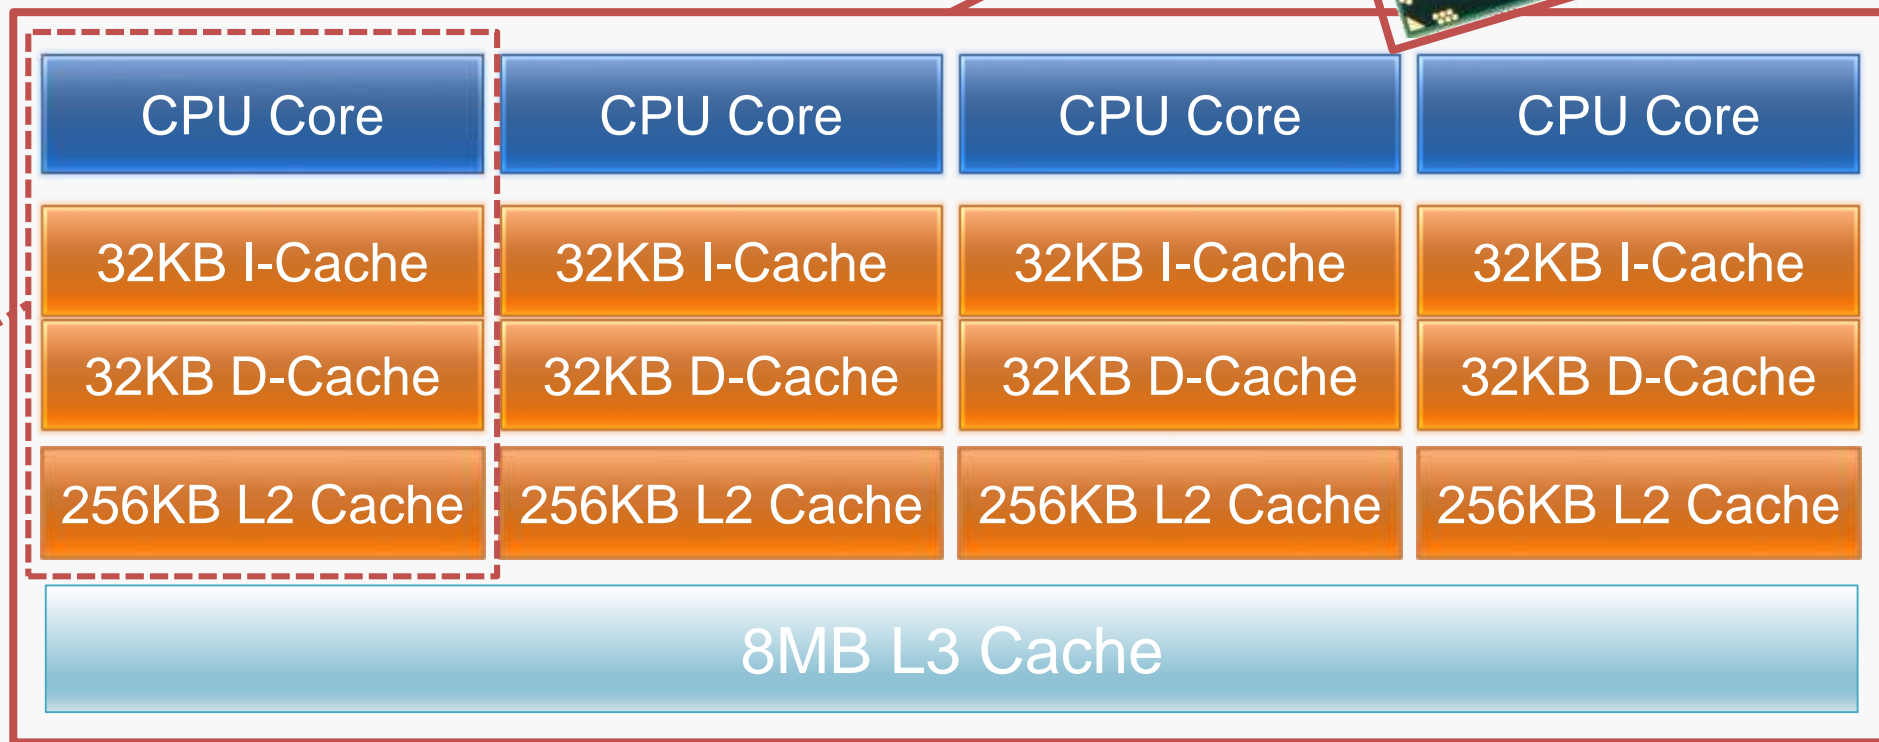 CPU Core CPU Core CPU Core CPU Core
32KB I-Cache 32KB I-Cache 32KB I-Cache 32KB I-Cache
32KB D-Cache 32KB D-Cache 32KB D-Cache 32KB D-Cache
256KB L2 Cache 256KB L2 Cache 256KB L2 Cache 256KB L2 Cache
8MB L3 Cache